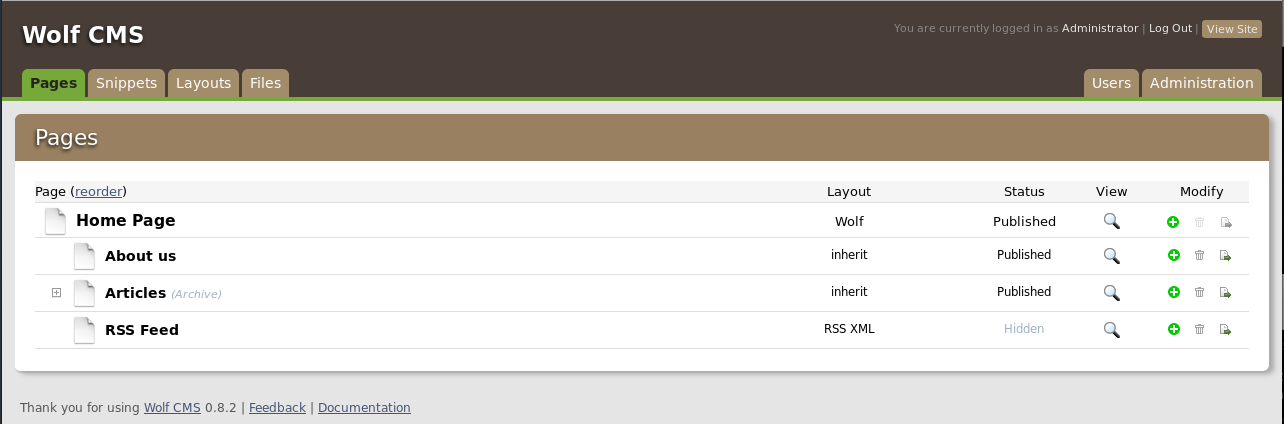 Wolf CMS
You are currently logged in as Administrator | Log Out | View Site
Pages Snippets Layouts Files Users Administration
Pages
Page (reorder) Layout Status View Modify
Home Page Wolf Published
About us inherit Published
Articles (Archive) inherit Published
RSS Feed RSS XML Hidden
Thank you for using Wolf CMS 0.8.2 | Feedback | Documentation